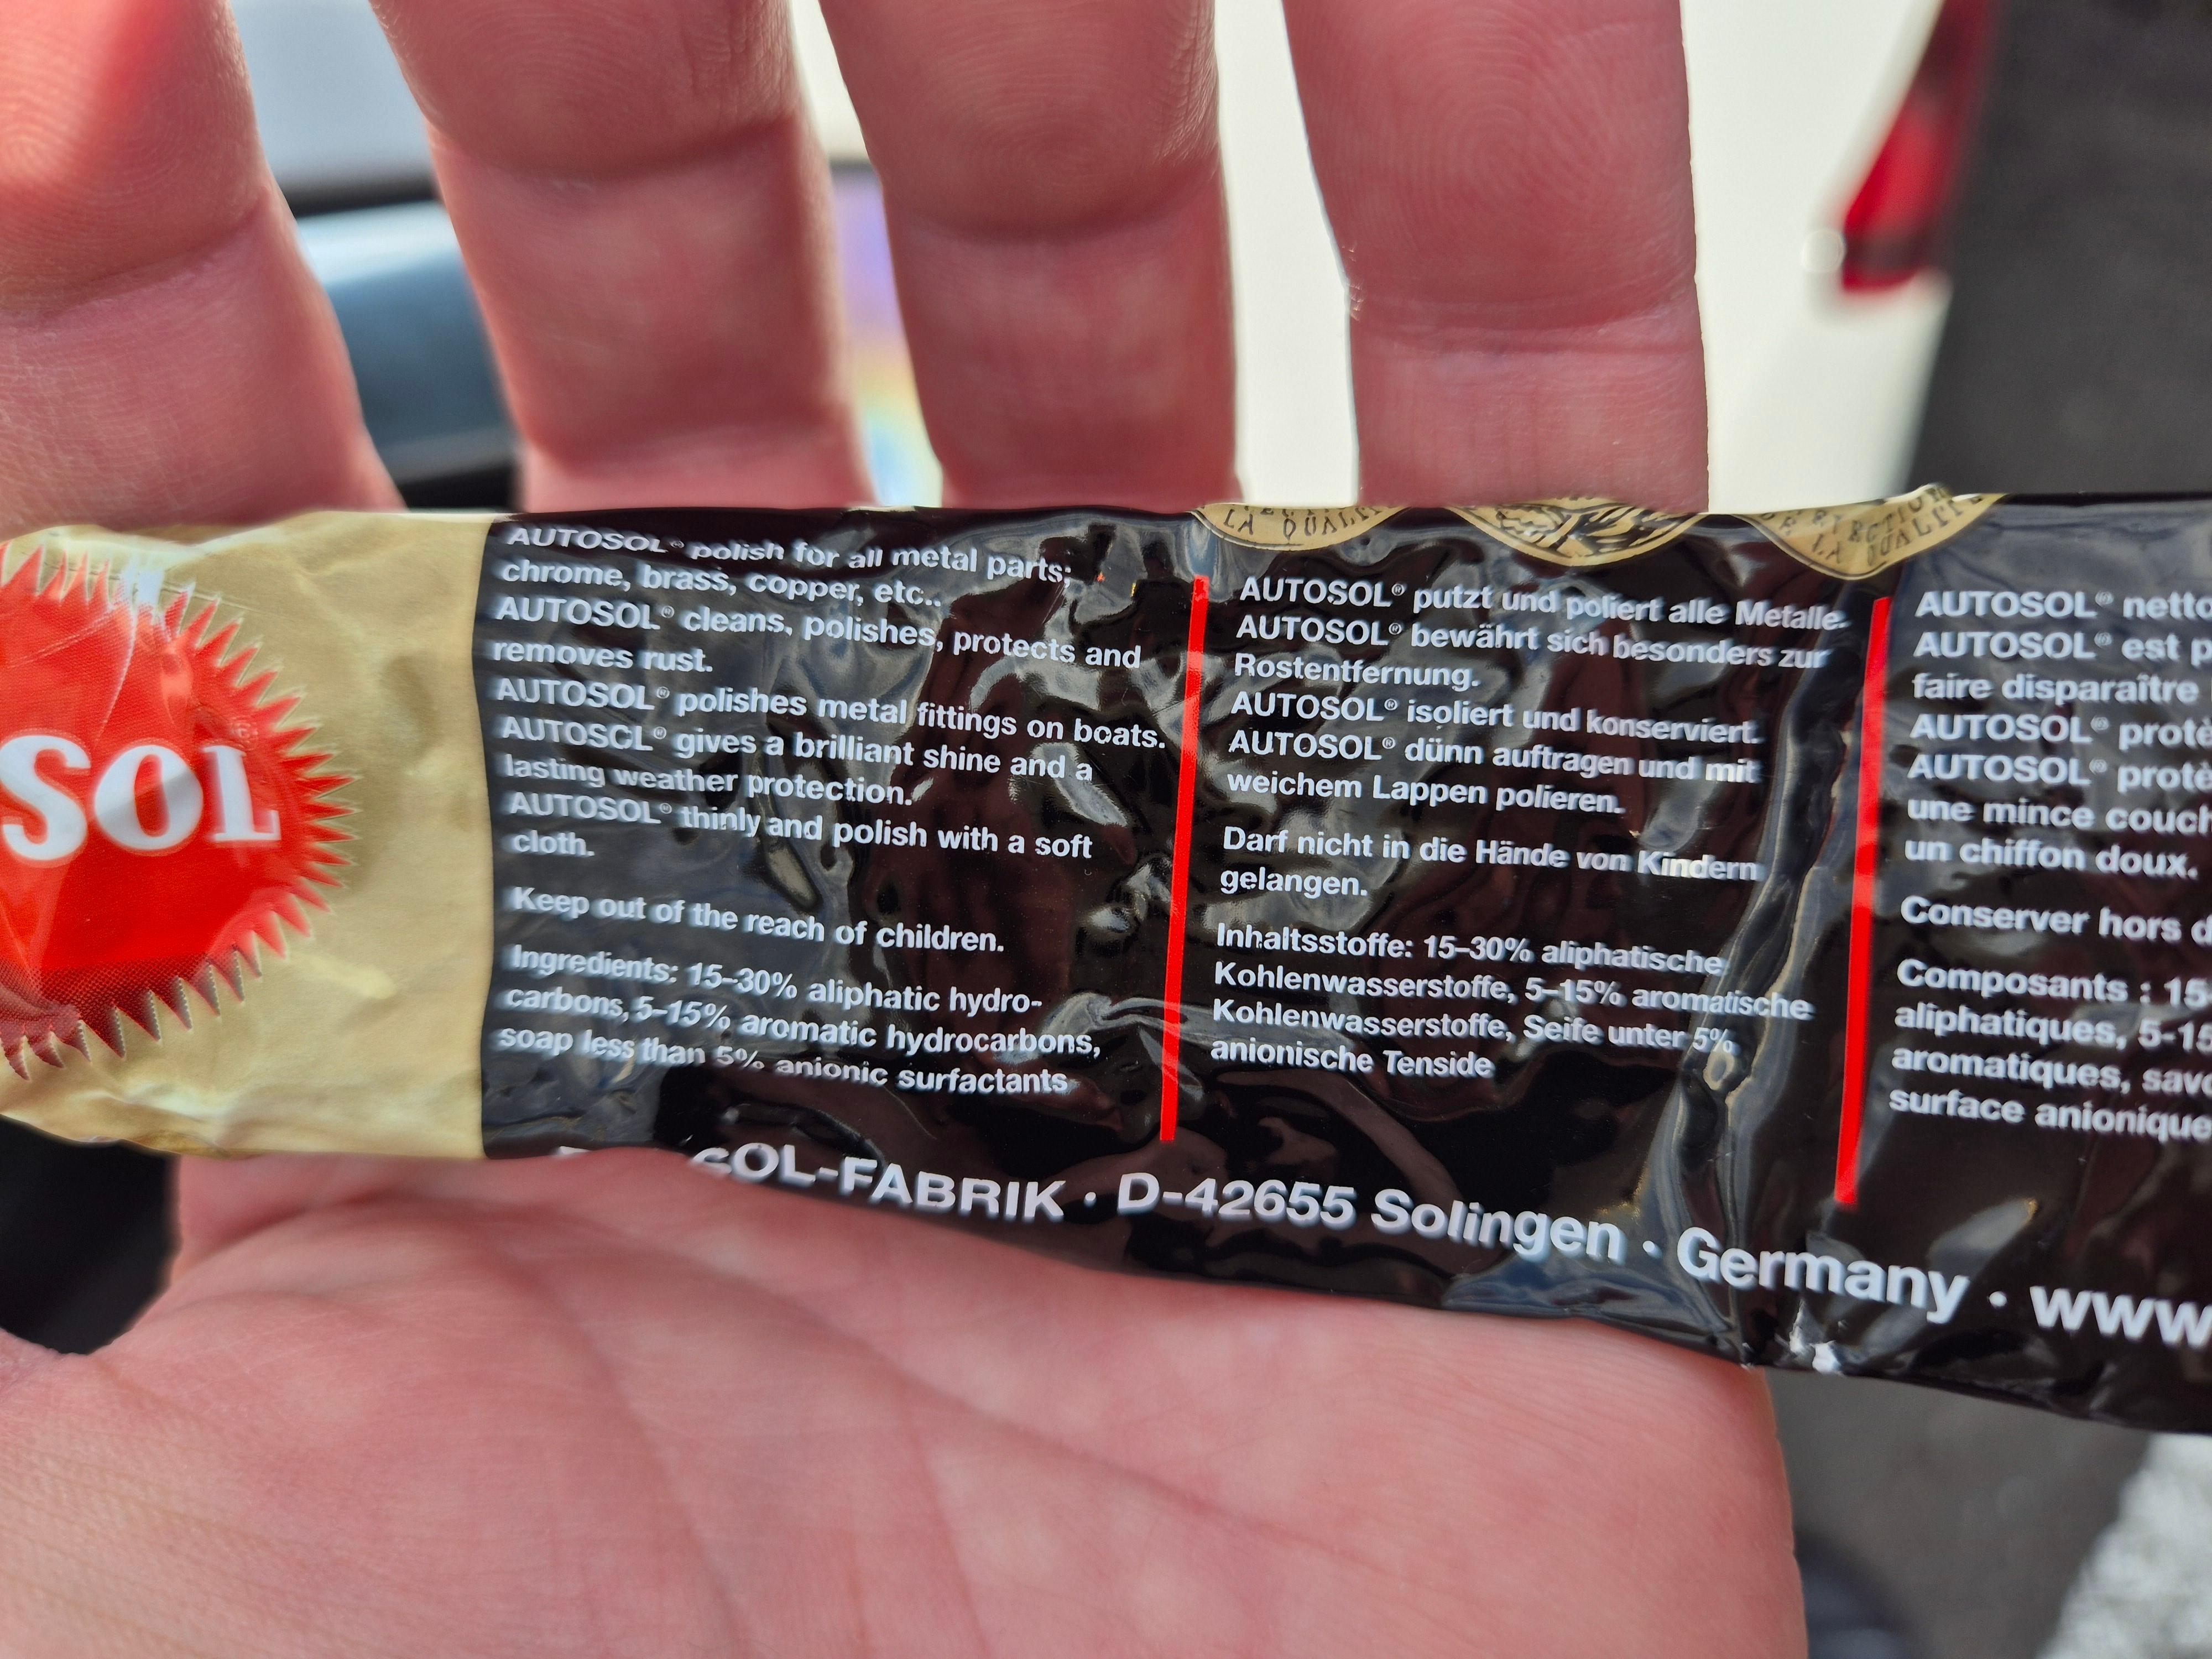 SOL
AUTOSOL® polish for all metal parts;
chrome, brass, copper, etc..
AUTOSOL® cleans, polishes, protects and
removes rust.
AUTOSOL® polishes metal fittings on boats.
AUTOSOL® gives a brilliant shine and a
lasting weather protection.
AUTOSOL® thinly and polish with a soft
cloth.
Keep out of the reach of children.
Ingredients: 15–30% aliphatic hydro-
carbons, 5–15% aromatic hydrocarbons,
soap less than 5% anionic surfactants
LA QUALI
AUTOSOL® putzt und poliert alle Metalle.
AUTOSOL® bewährt sich besonders zur
Rostentfernung.
AUTOSOL® isoliert und konserviert.
AUTOSOL® dünn auftragen und mit
weichem Lappen polieren.
Darf nicht in die Hände von Kindern
gelangen.
Inhaltsstoffe: 15–30% aliphatische
Kohlenwasserstoffe, 5–15% aromatische
Kohlenwasserstoffe, Seife unter 5%
anionische Tenside
LA QUALIT
AUTOSOL® netto
AUTOSOL® est p
faire disparaître
AUTOSOL® protè
AUTOSOL® protè
une mince couch
un chiffon doux.
Conserver hors d
Composants : 15
aliphatiques, 5-15
aromatiques, savo
surface anionique
SOL-FABRIK · D-42655 Solingen · Germany · www